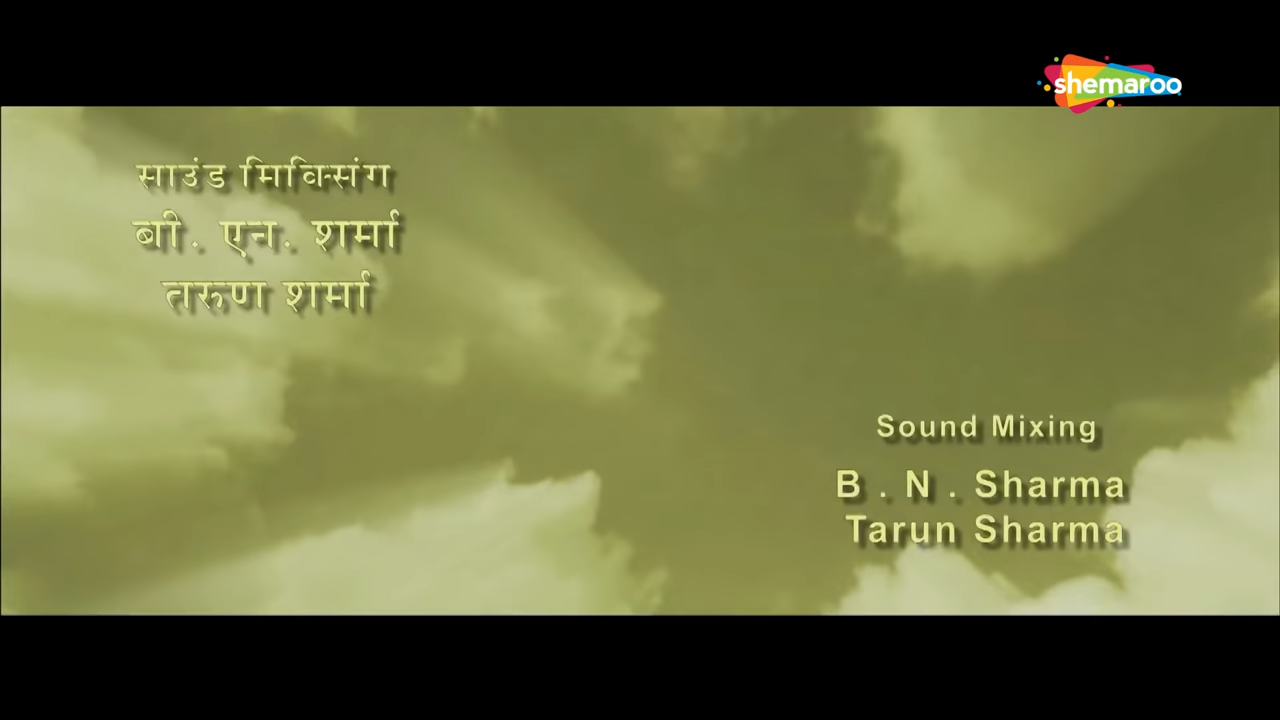 shemaroo
साउंड मिक्सिंग
बी. एन. शर्मा
तरूण शर्मा
Sound Mixing
B . N . Sharma
Tarun Sharma